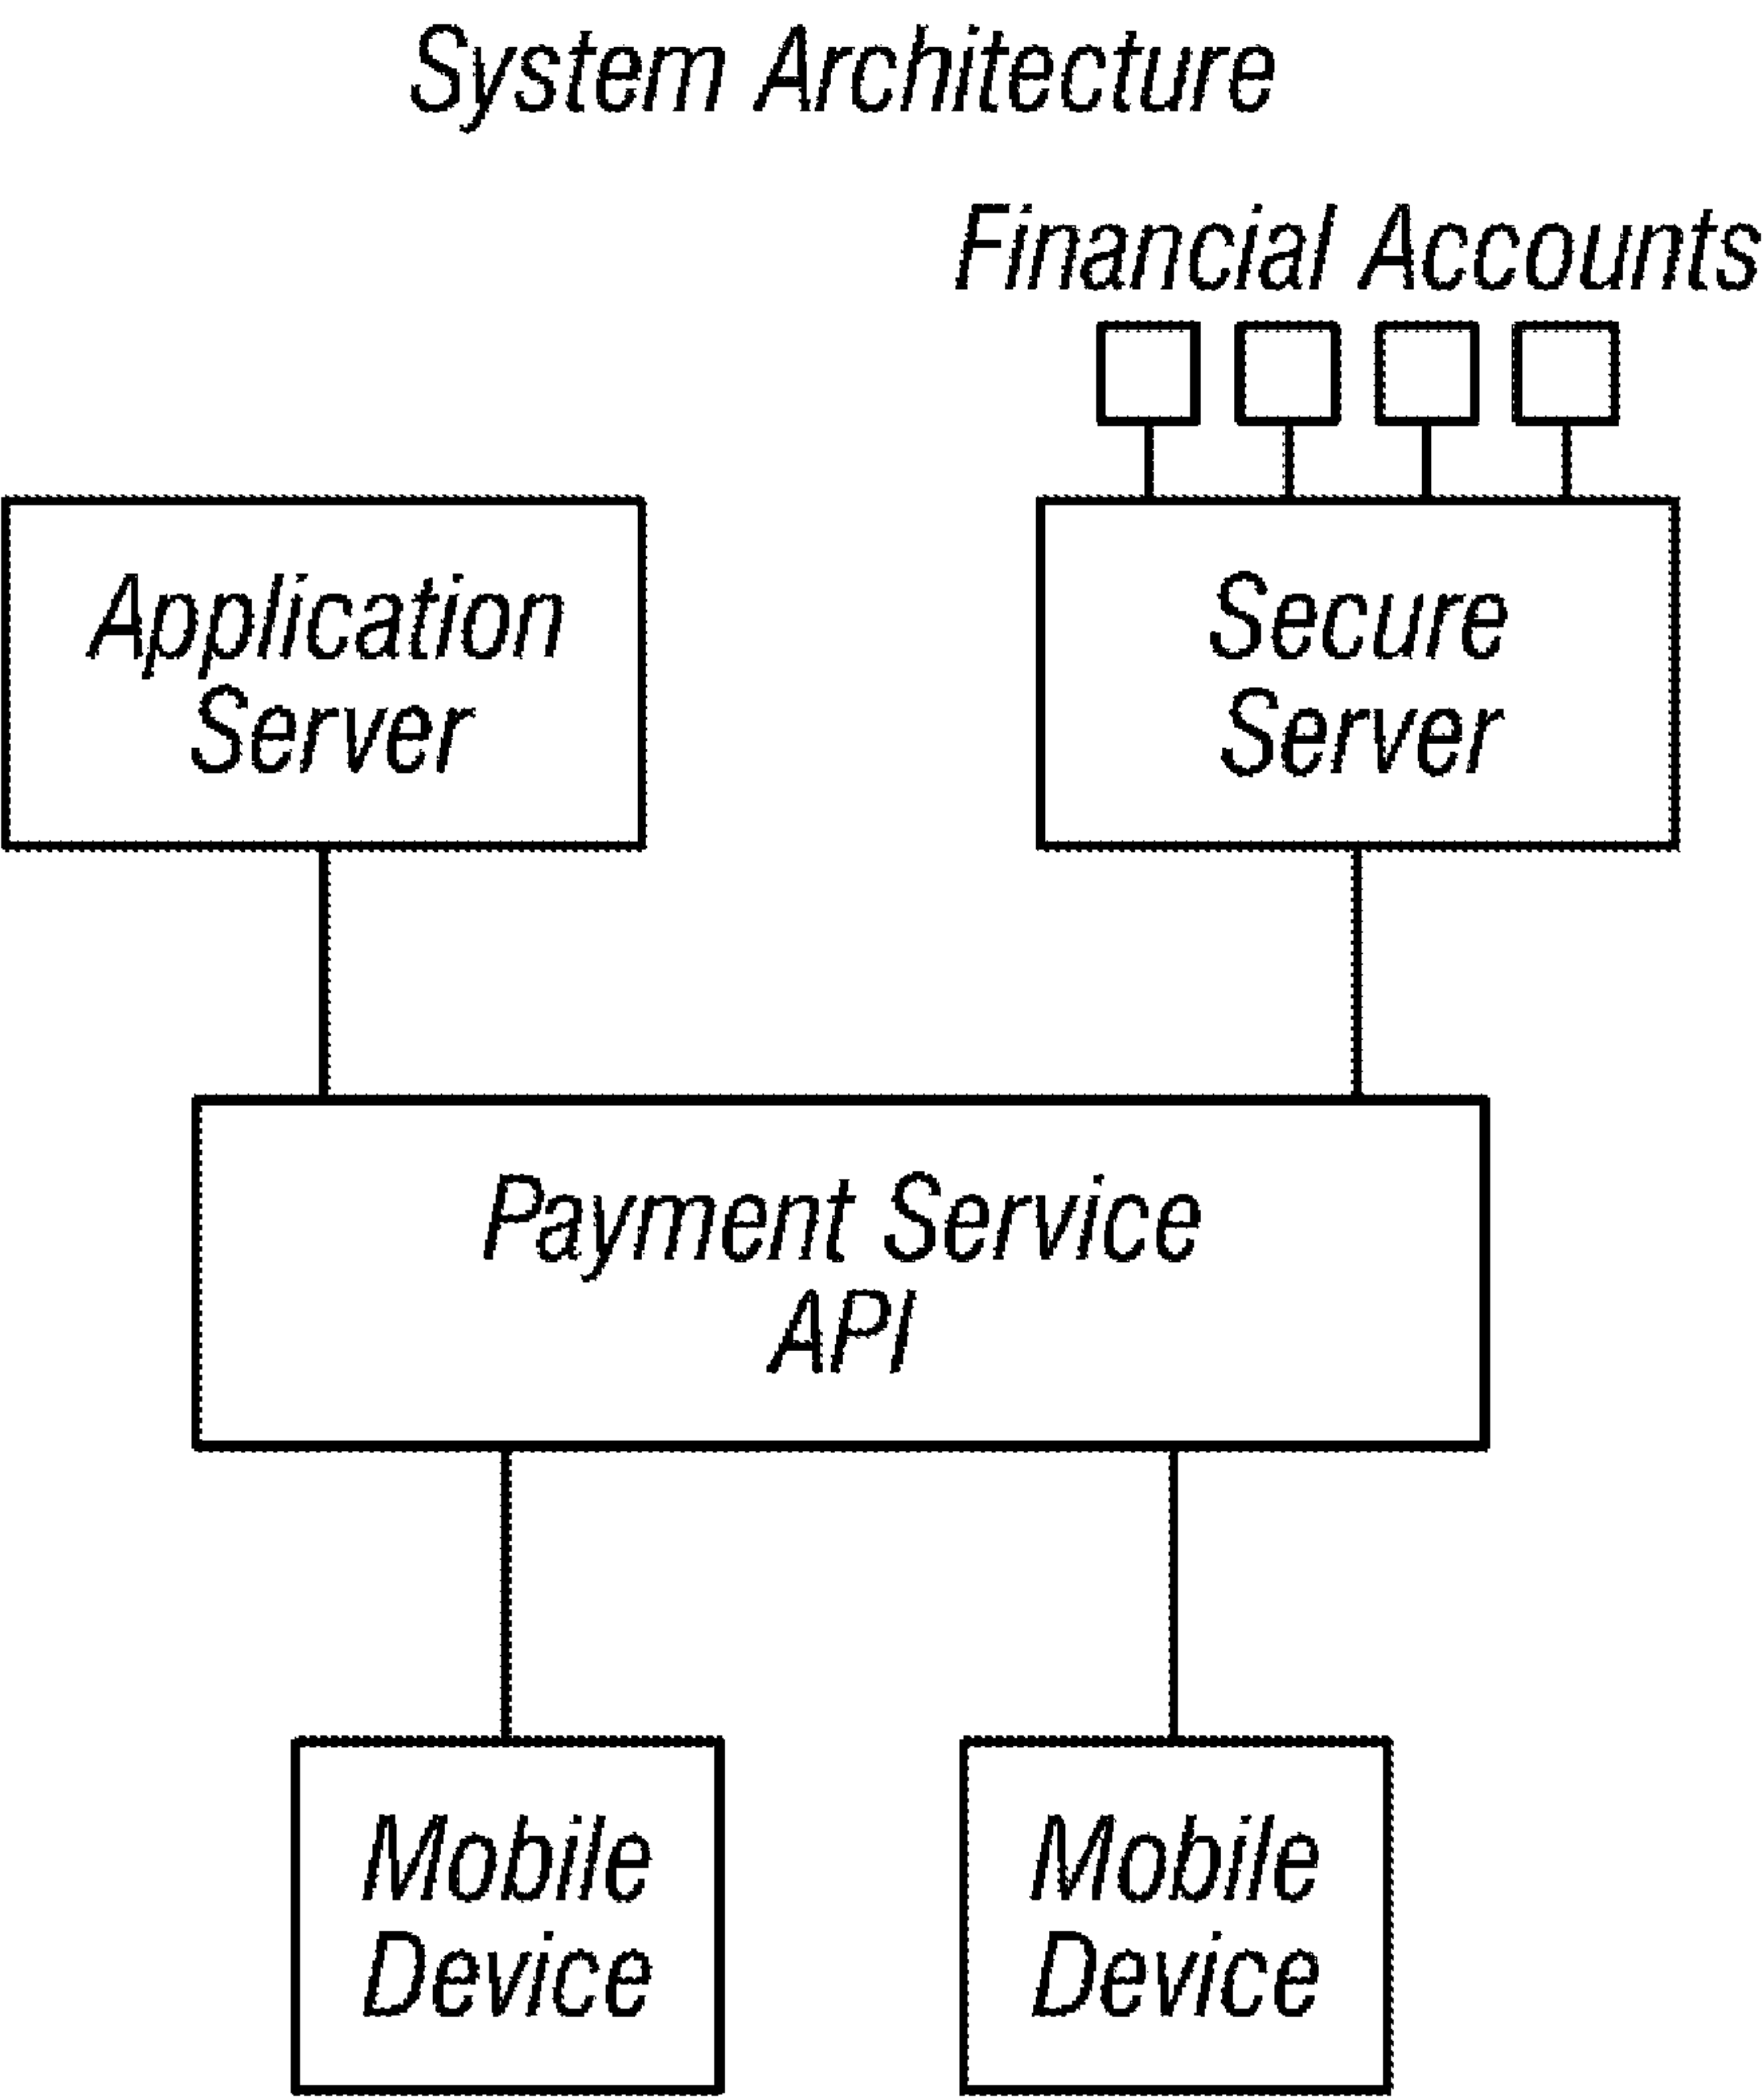 System Architecture
Financial Accounts
Application
Server
Secure
Server
Payment Service
API
Mobile
Device
Mobile
Device